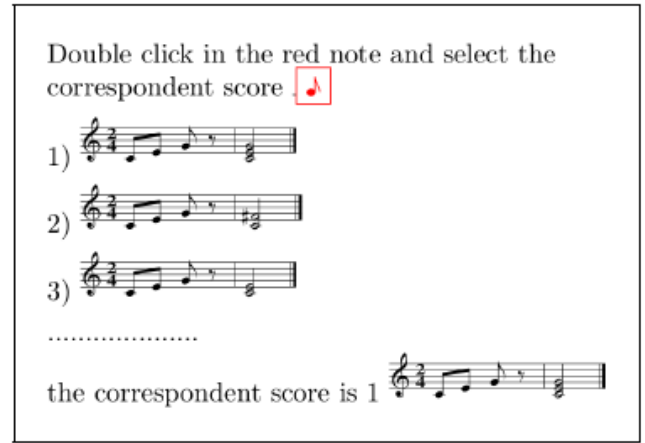 Double click in the red note and select the
correspondent score .
1)
2)
3)
....................
the correspondent score is 1